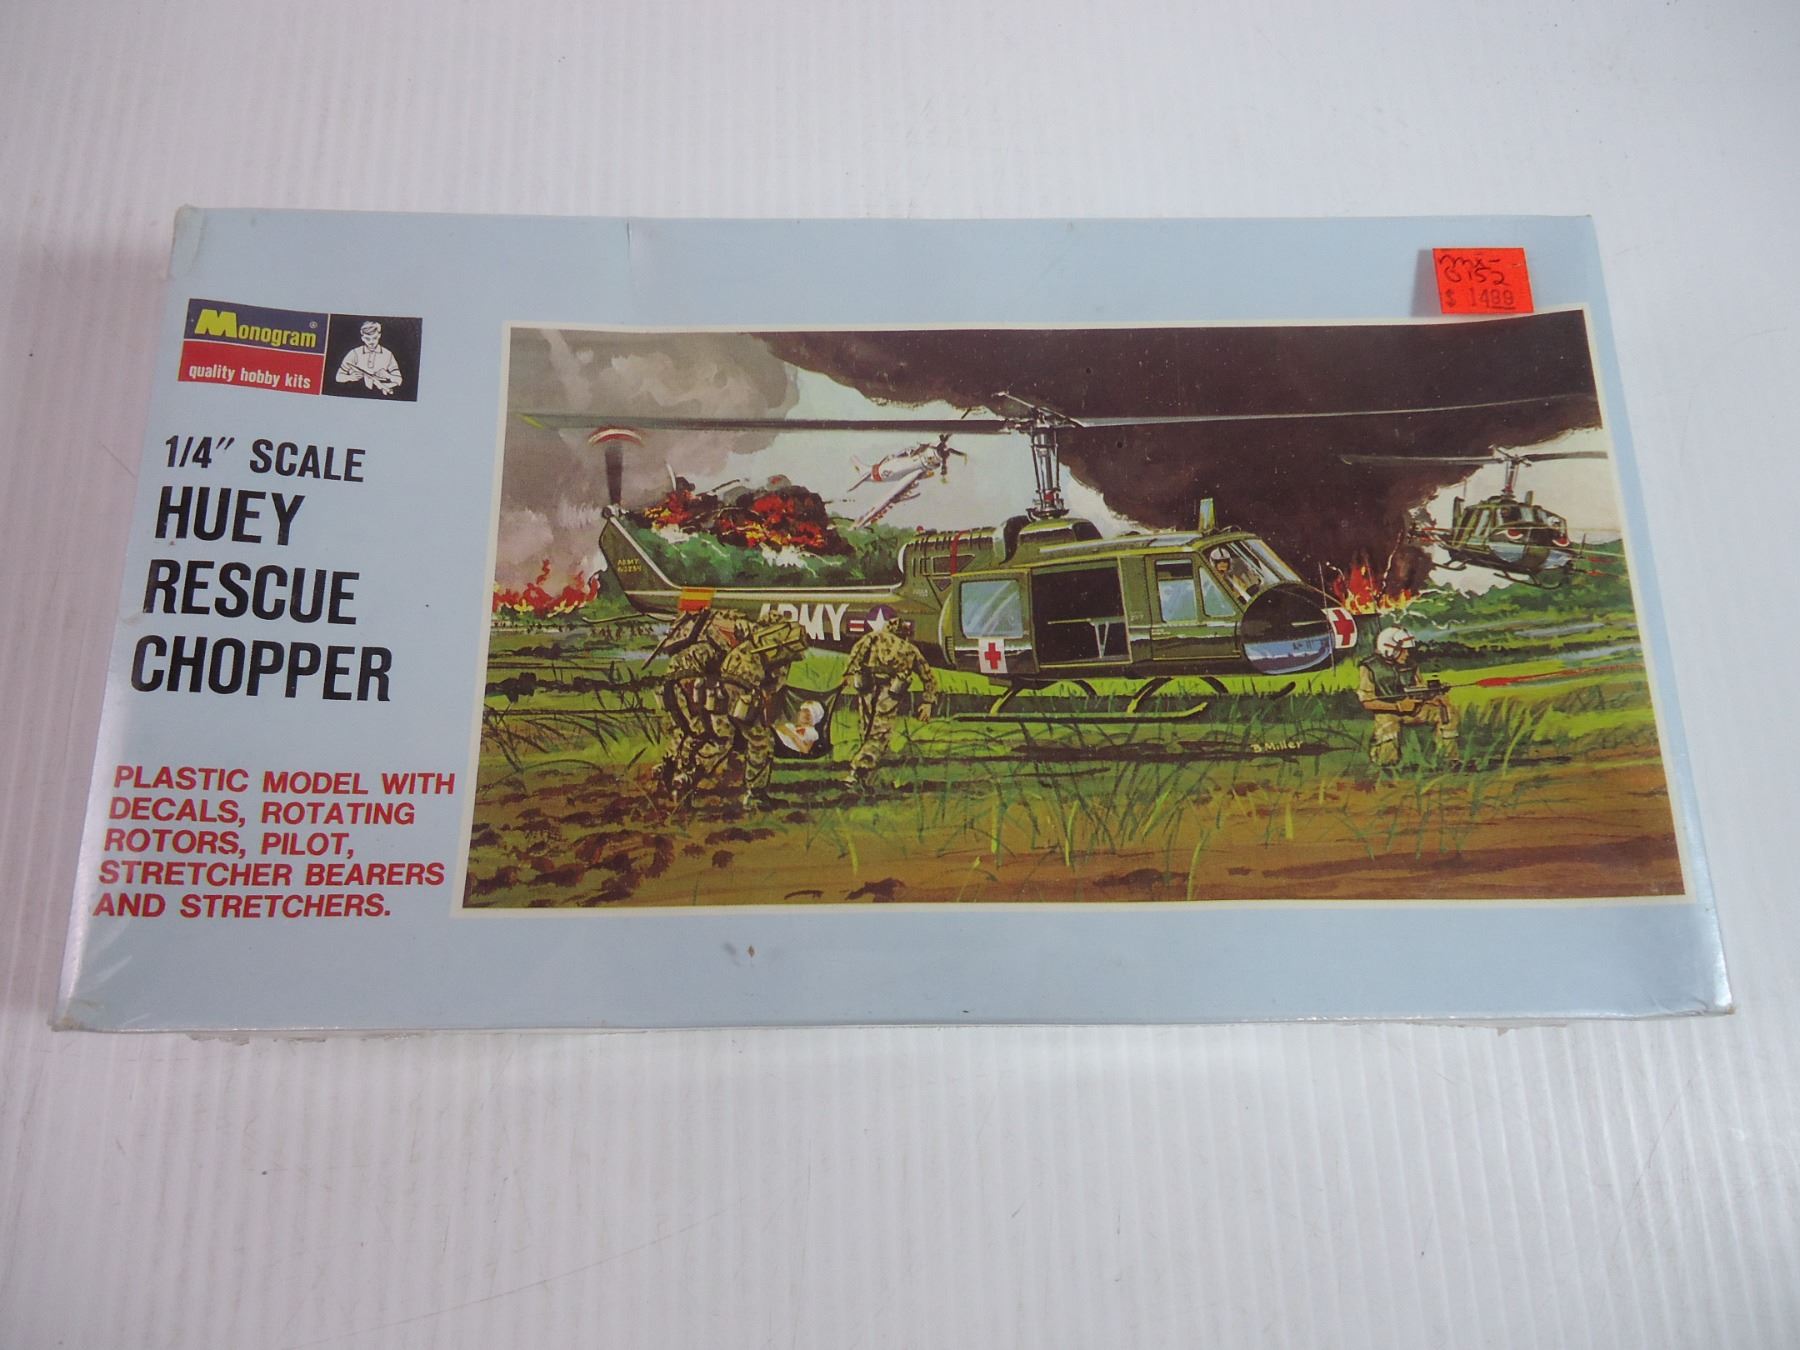 Monogram®
quality hobby kits
1/4" SCALE
HUEY
RESCUE
CHOPPER
PLASTIC MODEL WITH
DECALS, ROTATING
ROTORS, PILOT,
STRETCHER BEARERS
AND STRETCHERS.
$ 1499
ARMY
ARMY
B. Miller